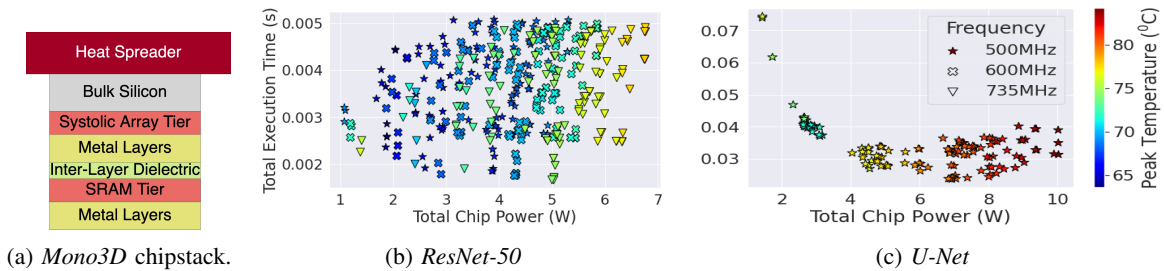 Heat Spreader
Bulk Silicon
Systolic Array Tier
Metal Layers
Inter-Layer Dielectric
SRAM Tier
Metal Layers
(a) Mono3D chipstack.
Total Execution Time (s)
0.005
0.004
0.003
0.002
1 2 3 4 5 6
Total Chip Power (W)
(b) ResNet-50
0.07
0.06
0.05
0.04
0.03
2 4 6 8 10
Total Chip Power (W)
Frequency
500MHz
600MHz
735MHz
(c) U-Net
80
75
70
65
Peak Temperature (⁰C)